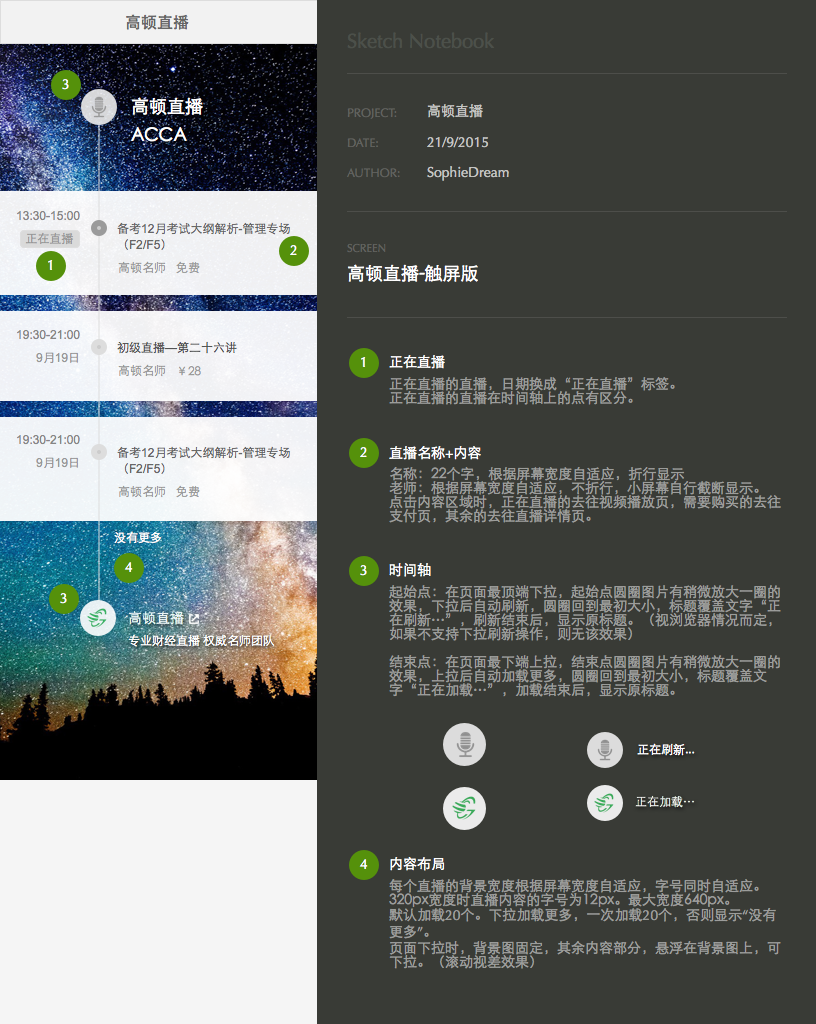 高顿直播
3
高顿直播
ACCA
13:30-15:00
正在直播
1
备考12月考试大纲解析-管理专场
（F2/F5）
高顿名师 免费
2
19:30-21:00
9月19日
初级直播—第二十六讲
高顿名师 ￥28
19:30-21:00
9月19日
备考12月考试大纲解析-管理专场
（F2/F5）
高顿名师 免费
没有更多
4
3
高顿直播
专业财经直播 权威名师团队
Sketch Notebook
PROJECT: 高顿直播
DATE: 21/9/2015
AUTHOR: SophieDream
SCREEN
高顿直播-触屏版
1 正在直播
正在直播的直播，日期换成“正在直播”标签。
正在直播的直播在时间轴上的点有区分。
2 直播名称+内容
名称：22个字，根据屏幕宽度自适应，折行显示
老师：根据屏幕宽度自适应，不折行，小屏幕自行截断显示。
点击内容区域时，正在直播的去往视频播放页，需要购买的去往
支付页，其余的去往直播详情页。
3 时间轴
起始点：在页面最顶端下拉，起始点圆圈图片有稍微放大一圈的
效果，下拉后自动刷新，圆圈回到最初大小，标题覆盖文字“正
在刷新…”，刷新结束后，显示原标题。（视浏览器情况而定，
如果不支持下拉刷新操作，则无该效果）
结束点：在页面最下端上拉，结束点圆圈图片有稍微放大一圈的
效果，上拉后自动加载更多，圆圈回到最初大小，标题覆盖文
字“正在加载…”，加载结束后，显示原标题。
正在刷新...
正在加载…
4 内容布局
每个直播的背景宽度根据屏幕宽度自适应，字号同时自适应。
320px宽度时直播内容的字号为12px。最大宽度640px。
默认加载20个。下拉加载更多，一次加载20个，否则显示“没有
更多”。
页面下拉时，背景图固定，其余内容部分，悬浮在背景图上，可
下拉。（滚动视差效果）